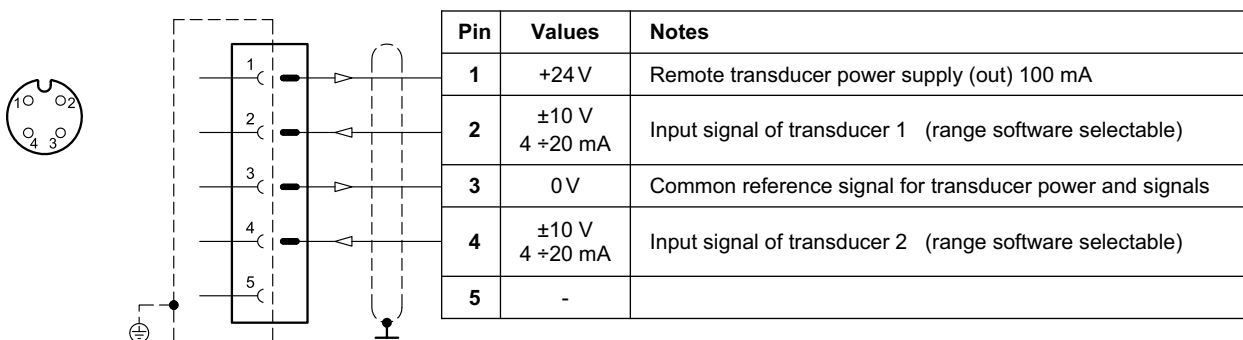 1 2
4 3
1
2
3
4
5
Pin Values Notes
1 +24 V Remote transducer power supply (out) 100 mA
2 ±10 V 4 ÷20 mA Input signal of transducer 1 (range software selectable)
3 0 V Common reference signal for transducer power and signals
4 ±10 V 4 ÷20 mA Input signal of transducer 2 (range software selectable)
5 -